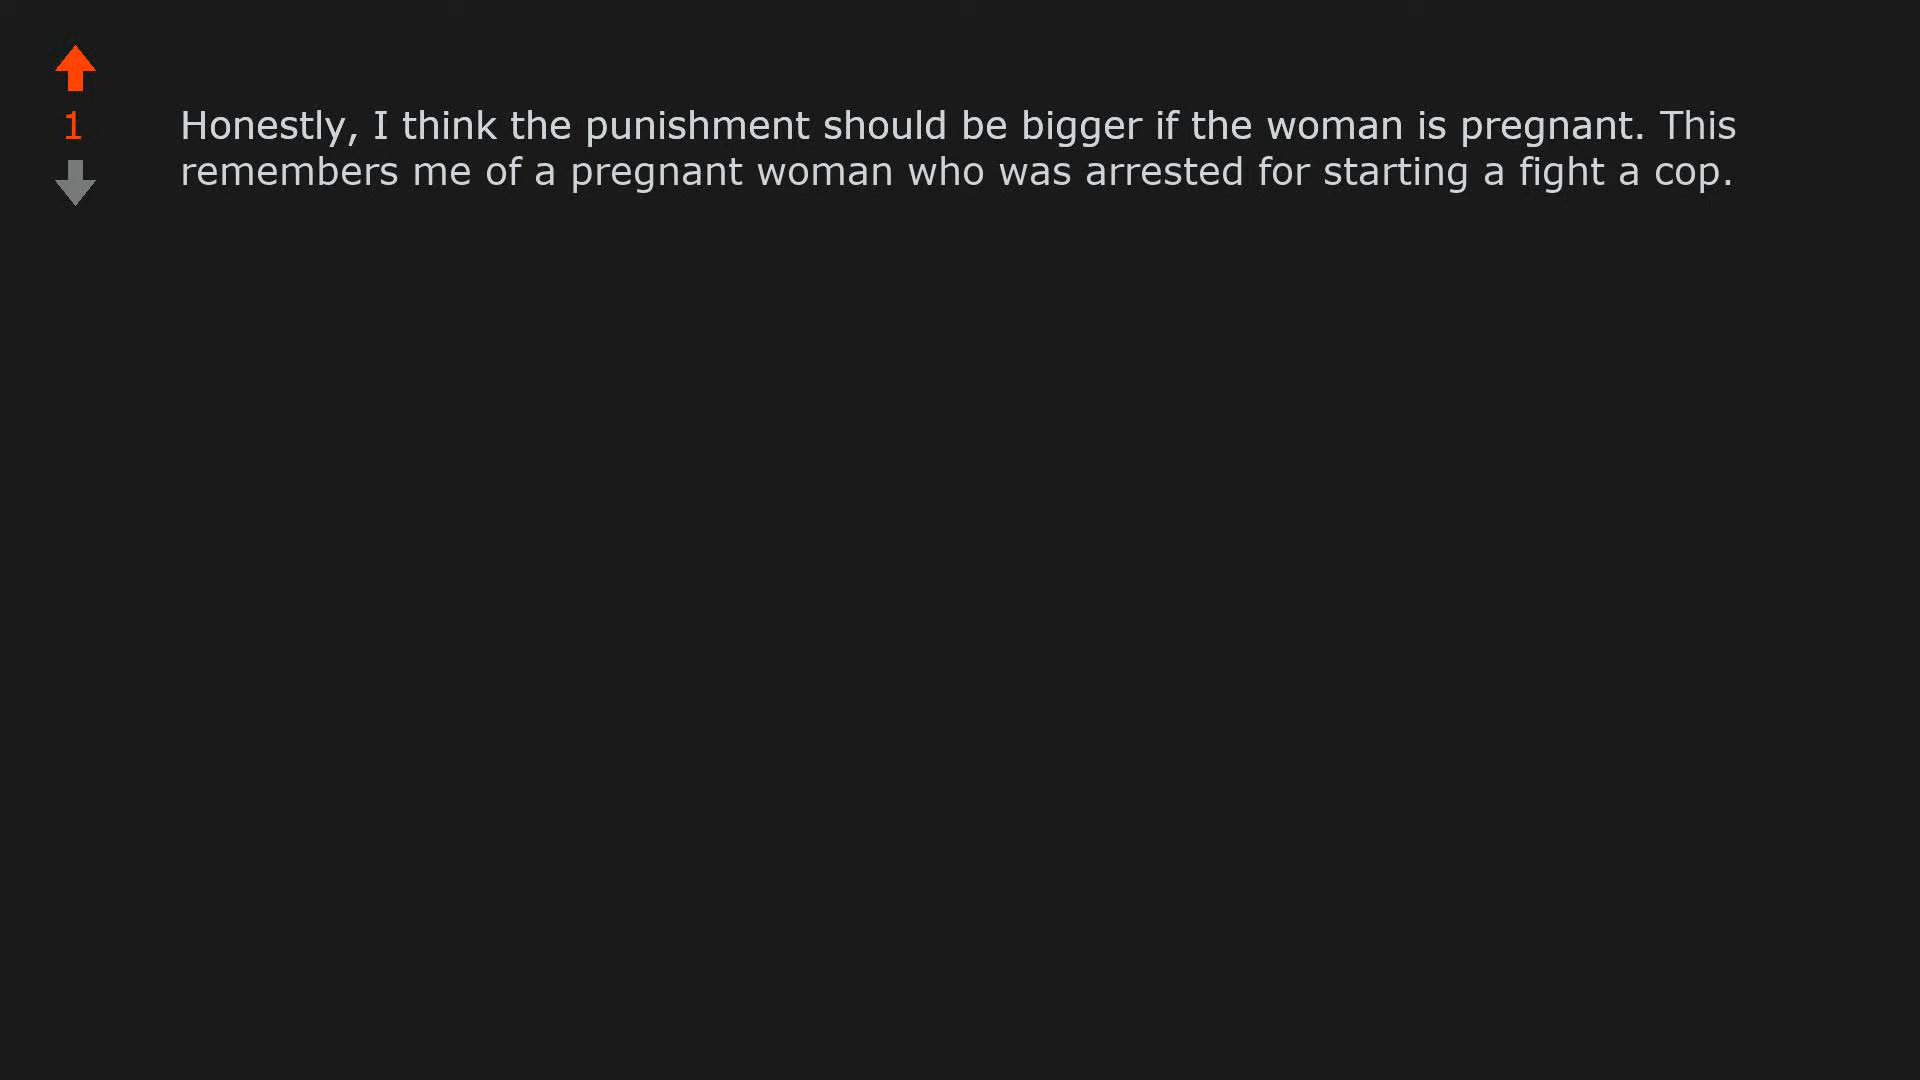 1
Honestly, I think the punishment should be bigger if the woman is pregnant. This
remembers me of a pregnant woman who was arrested for starting a fight a cop.